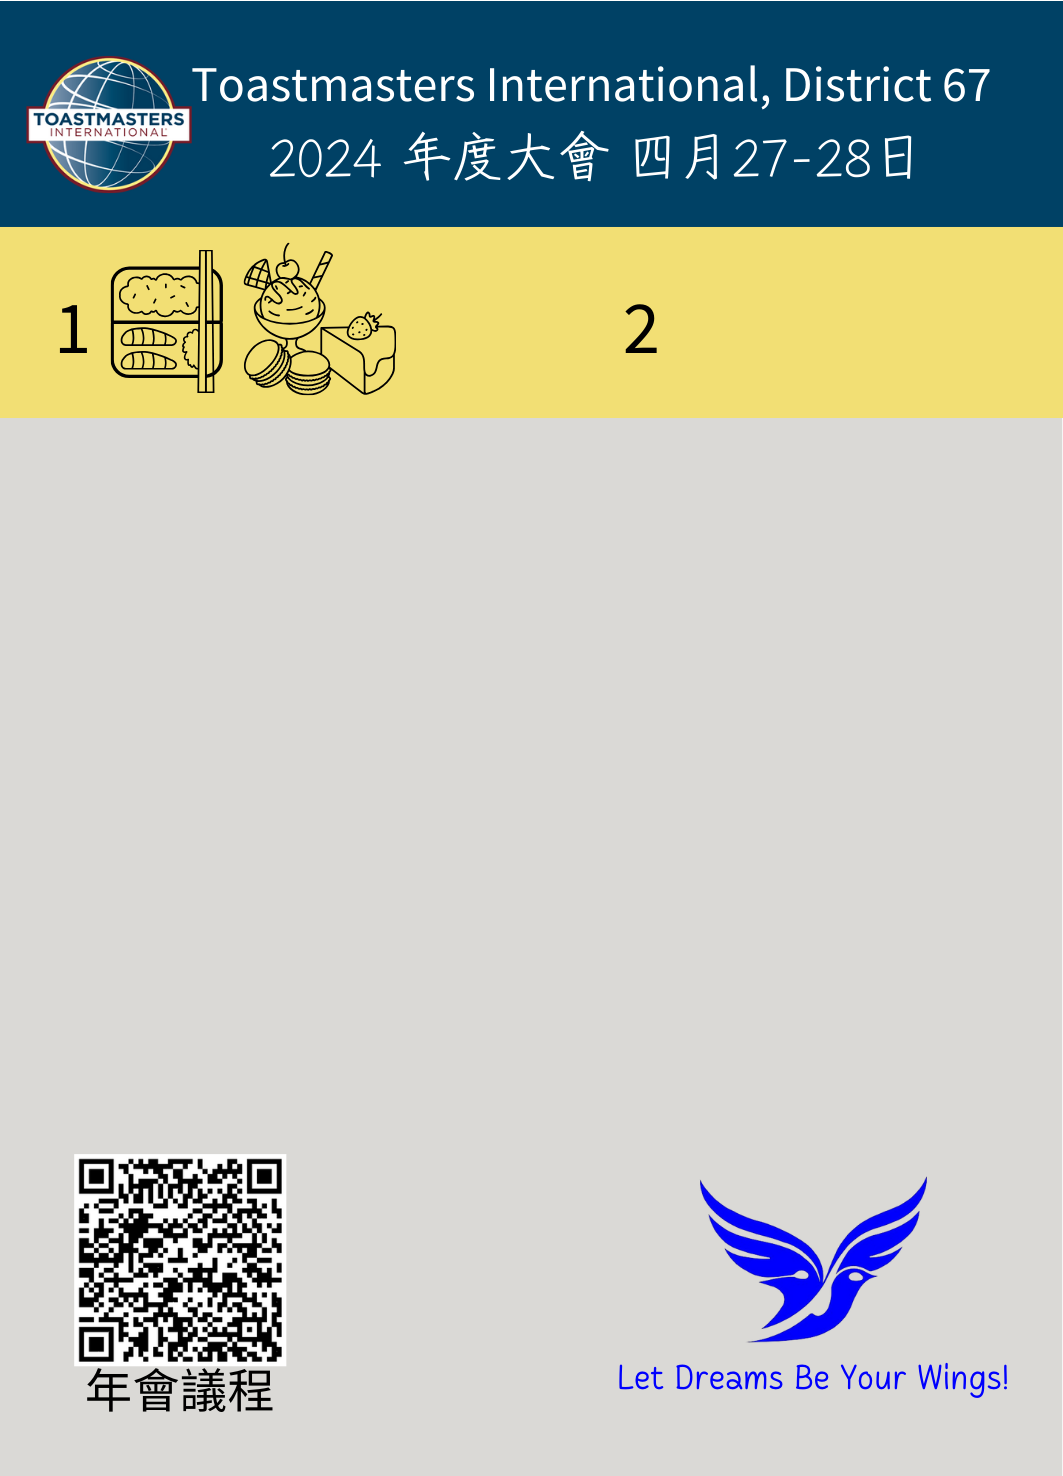 Toastmasters International, District 67
TOASTMASTERS
INTERNATIONAL
2024 年度大會 四月27-28日
1
2
年會議程
Let Dreams Be Your Wings!